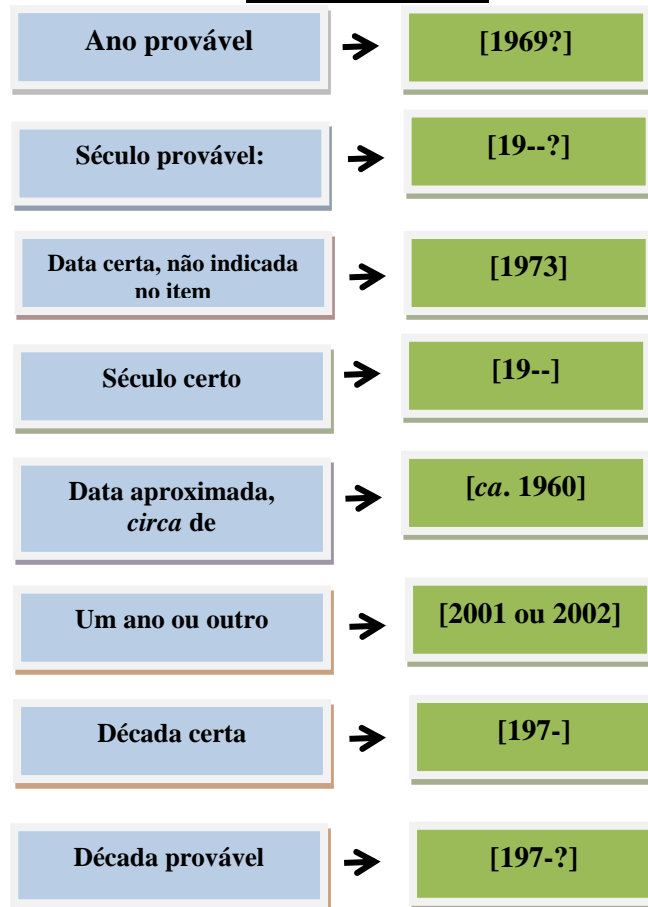 Ano provável
[1969?]
Século provável:
[19--?]
Data certa, não indicada
no item
[1973]
Século certo
[19--]
Data aproximada,
circa de
[ca. 1960]
Um ano ou outro
[2001 ou 2002]
Década certa
[197-]
Década provável
[197-?]